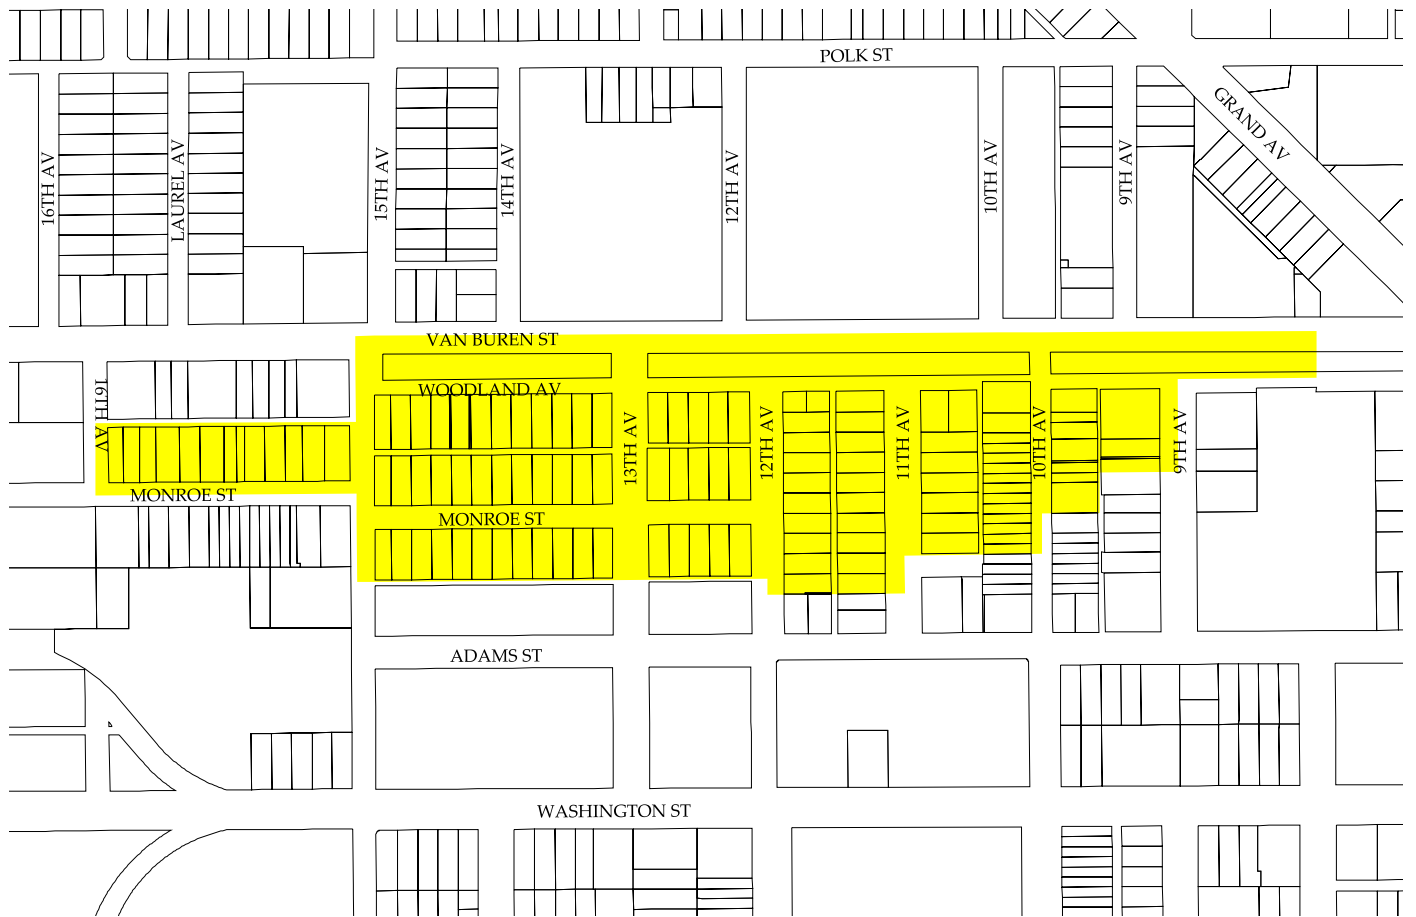 POLK ST
GRAND AV
16TH AV
LAUREL AV
15TH AV
14TH AV
12TH AV
10TH AV
9TH AV
VAN BUREN ST
WOODLAND AV
16TH AV
13TH AV
12TH AV
11TH AV
10TH AV
9TH AV
MONROE ST
MONROE ST
ADAMS ST
WASHINGTON ST